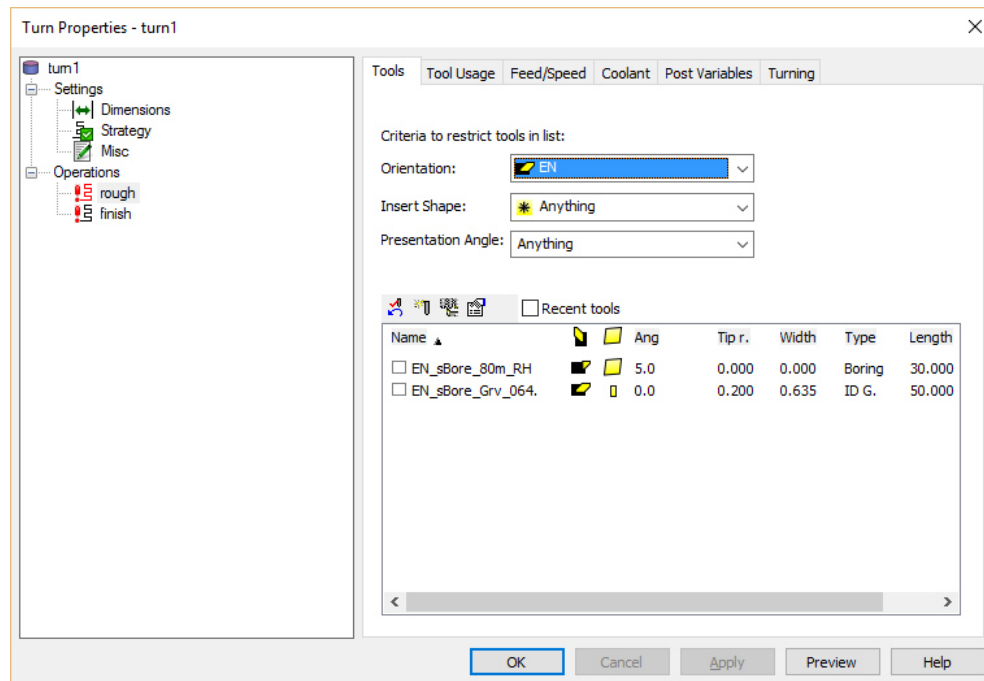 Turn Properties - turn1
turn1
Settings
Dimensions
Strategy
Misc
Operations
rough
finish
Tools Tool Usage Feed/Speed Coolant Post Variables Turning
Criteria to restrict tools in list:
Orientation: EN
Insert Shape: Anything
Presentation Angle: Anything
Recent tools
Name Ang Tip r. Width Type Length
EN_sBore_80m_RH 5.0 0.000 0.000 Boring 30.000
EN_sBore_Grv_064. 0.0 0.200 0.635 ID G. 50.000
OK Cancel Apply Preview Help